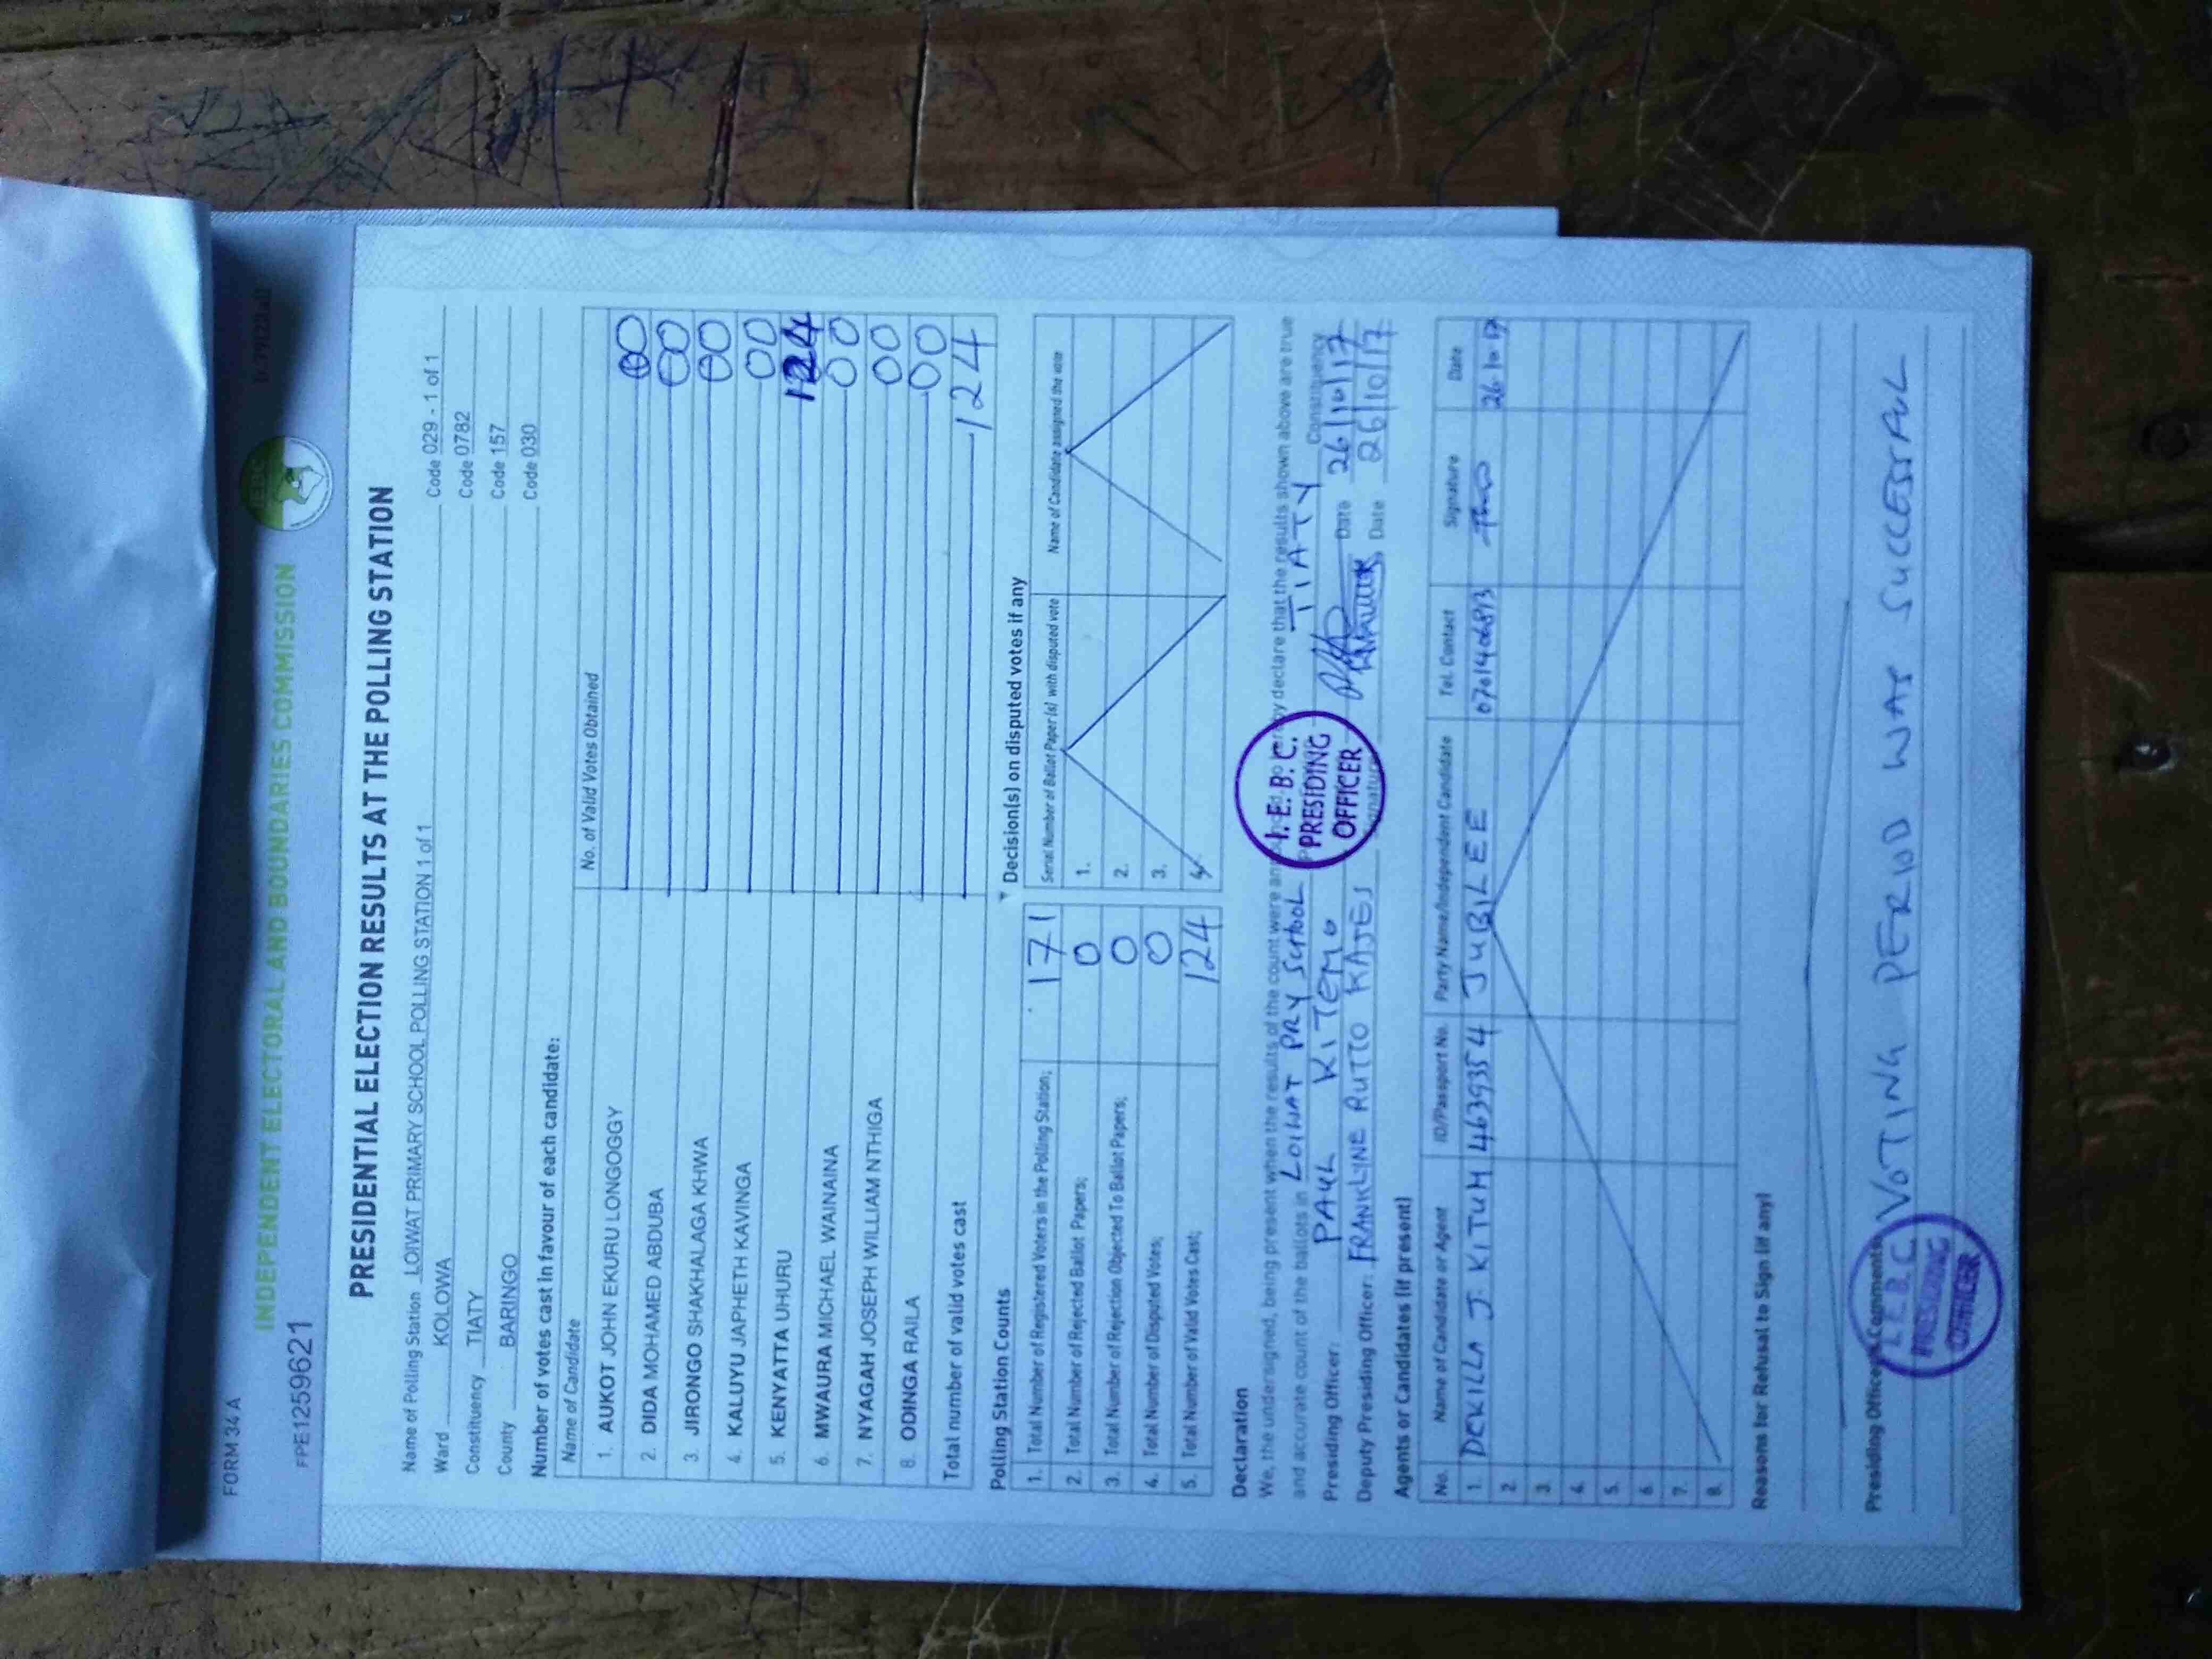 FORM 34 A
INDEPENDENT ELECTORAL AND BOUNDARIES COMMISSION
IEBC
FPE1259621
PRESIDENTIAL ELECTION RESULTS AT THE POLLING STATION
Name of Polling Station LOIWAT PRIMARY SCHOOL POLLING STATION 1 of 1 Code 029 - 1 of 1
Ward KOLOWA Code 0782
Constituency TIATY Code 157
County BARINGO Code 030
Number of votes cast in favour of each candidate:
Name of Candidate No. of Valid Votes Obtained
1. AUKOT JOHN EKURU LONGOGGY 00
2. DIDA MOHAMED ABDUBA 00
3. JIRONGO SHAKHALAGA KHWA 00
4. KALUYU JAPHETH KAVINGA 00
5. KENYATTA UHURU 124
6. MWAURA MICHAEL WAINAINA 00
7. NYAGAH JOSEPH WILLIAM NTHIGA 00
8. ODINGA RAILA 00
Total number of valid votes cast 124
Polling Station Counts
1. Total Number of Registered Voters in the Polling Station; 171
2. Total Number of Rejected Ballot Papers; 0
3. Total Number of Rejection Objected To Ballot Papers; 0
4. Total Number of Disputed Votes; 0
5. Total Number of Valid Votes Cast; 124
Decision(s) on disputed votes if any
Serial Number of Ballot Paper(s) with disputed vote Name of Candidate assigned the vote
1.
2.
3.
4
Declaration
We, the undersigned, being present when the results of the count were declare that the results shown above are true
and accurate count of the ballots in LOIWAT PRY SCHOOL TIATY Constituency
Presiding Officer: PAUL KITEMO Date 26/10/17
Deputy Presiding Officer: FRANKLYNE RUTTO KAJEJ Signature Date 26/10/17
I.E.B.C.
PRESIDING
OFFICER
Agents or Candidates (if present)
No. Name of Candidate or Agent ID/Passport No. Party Name/Independent Candidate Tel. Contact Signature Date
1. DEKILLA J. KITUM 4639354 JUBILEE 26 10 17
2.
3.
4.
5.
6.
7.
8.
Reasons for Refusal to Sign (if any)
Presiding Officer's Comments VOTING PERIOD WAS SUCCESSFUL
I.E.B.C.
PRESIDING
OFFICER